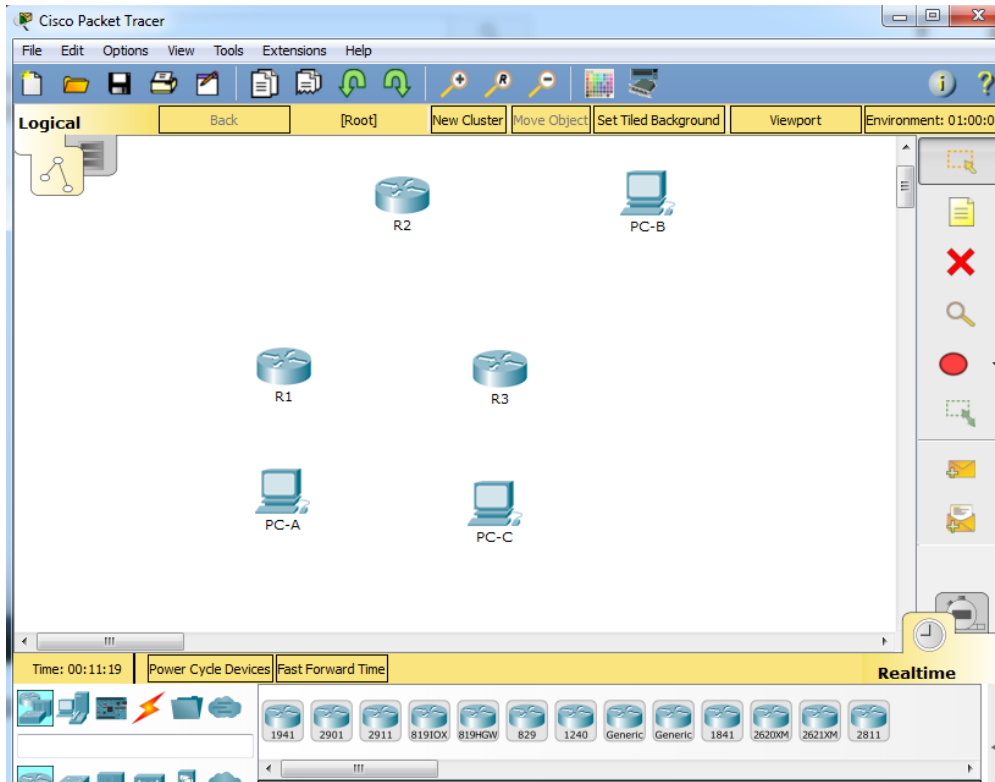 Cisco Packet Tracer
File Edit Options View Tools Extensions Help
Logical Back [Root] New Cluster Move Object Set Tiled Background Viewport Environment: 01:00:0
R2
PC-B
R1
R3
PC-A
PC-C
Time: 00:11:19 Power Cycle Devices Fast Forward Time Realtime
1941 2901 2911 819IOX 819HGW 829 1240 Generic Generic 1841 2620XM 2621XM 2811